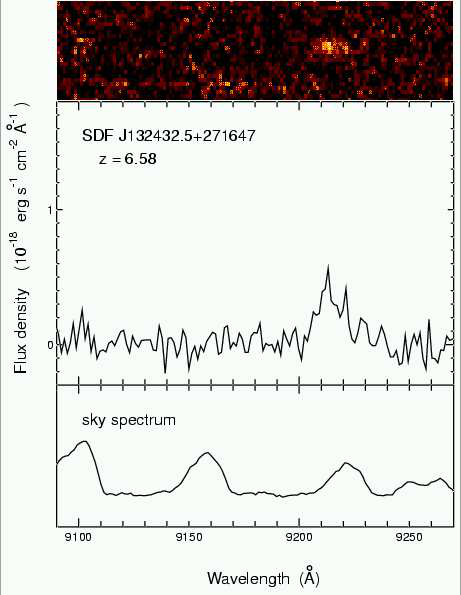 SDF J132432.5+271647
z = 6.58
Flux density (10⁻¹⁸ erg s⁻¹ cm⁻² Å⁻¹)
1
0
sky spectrum
9100 9150 9200 9250
Wavelength (Å)